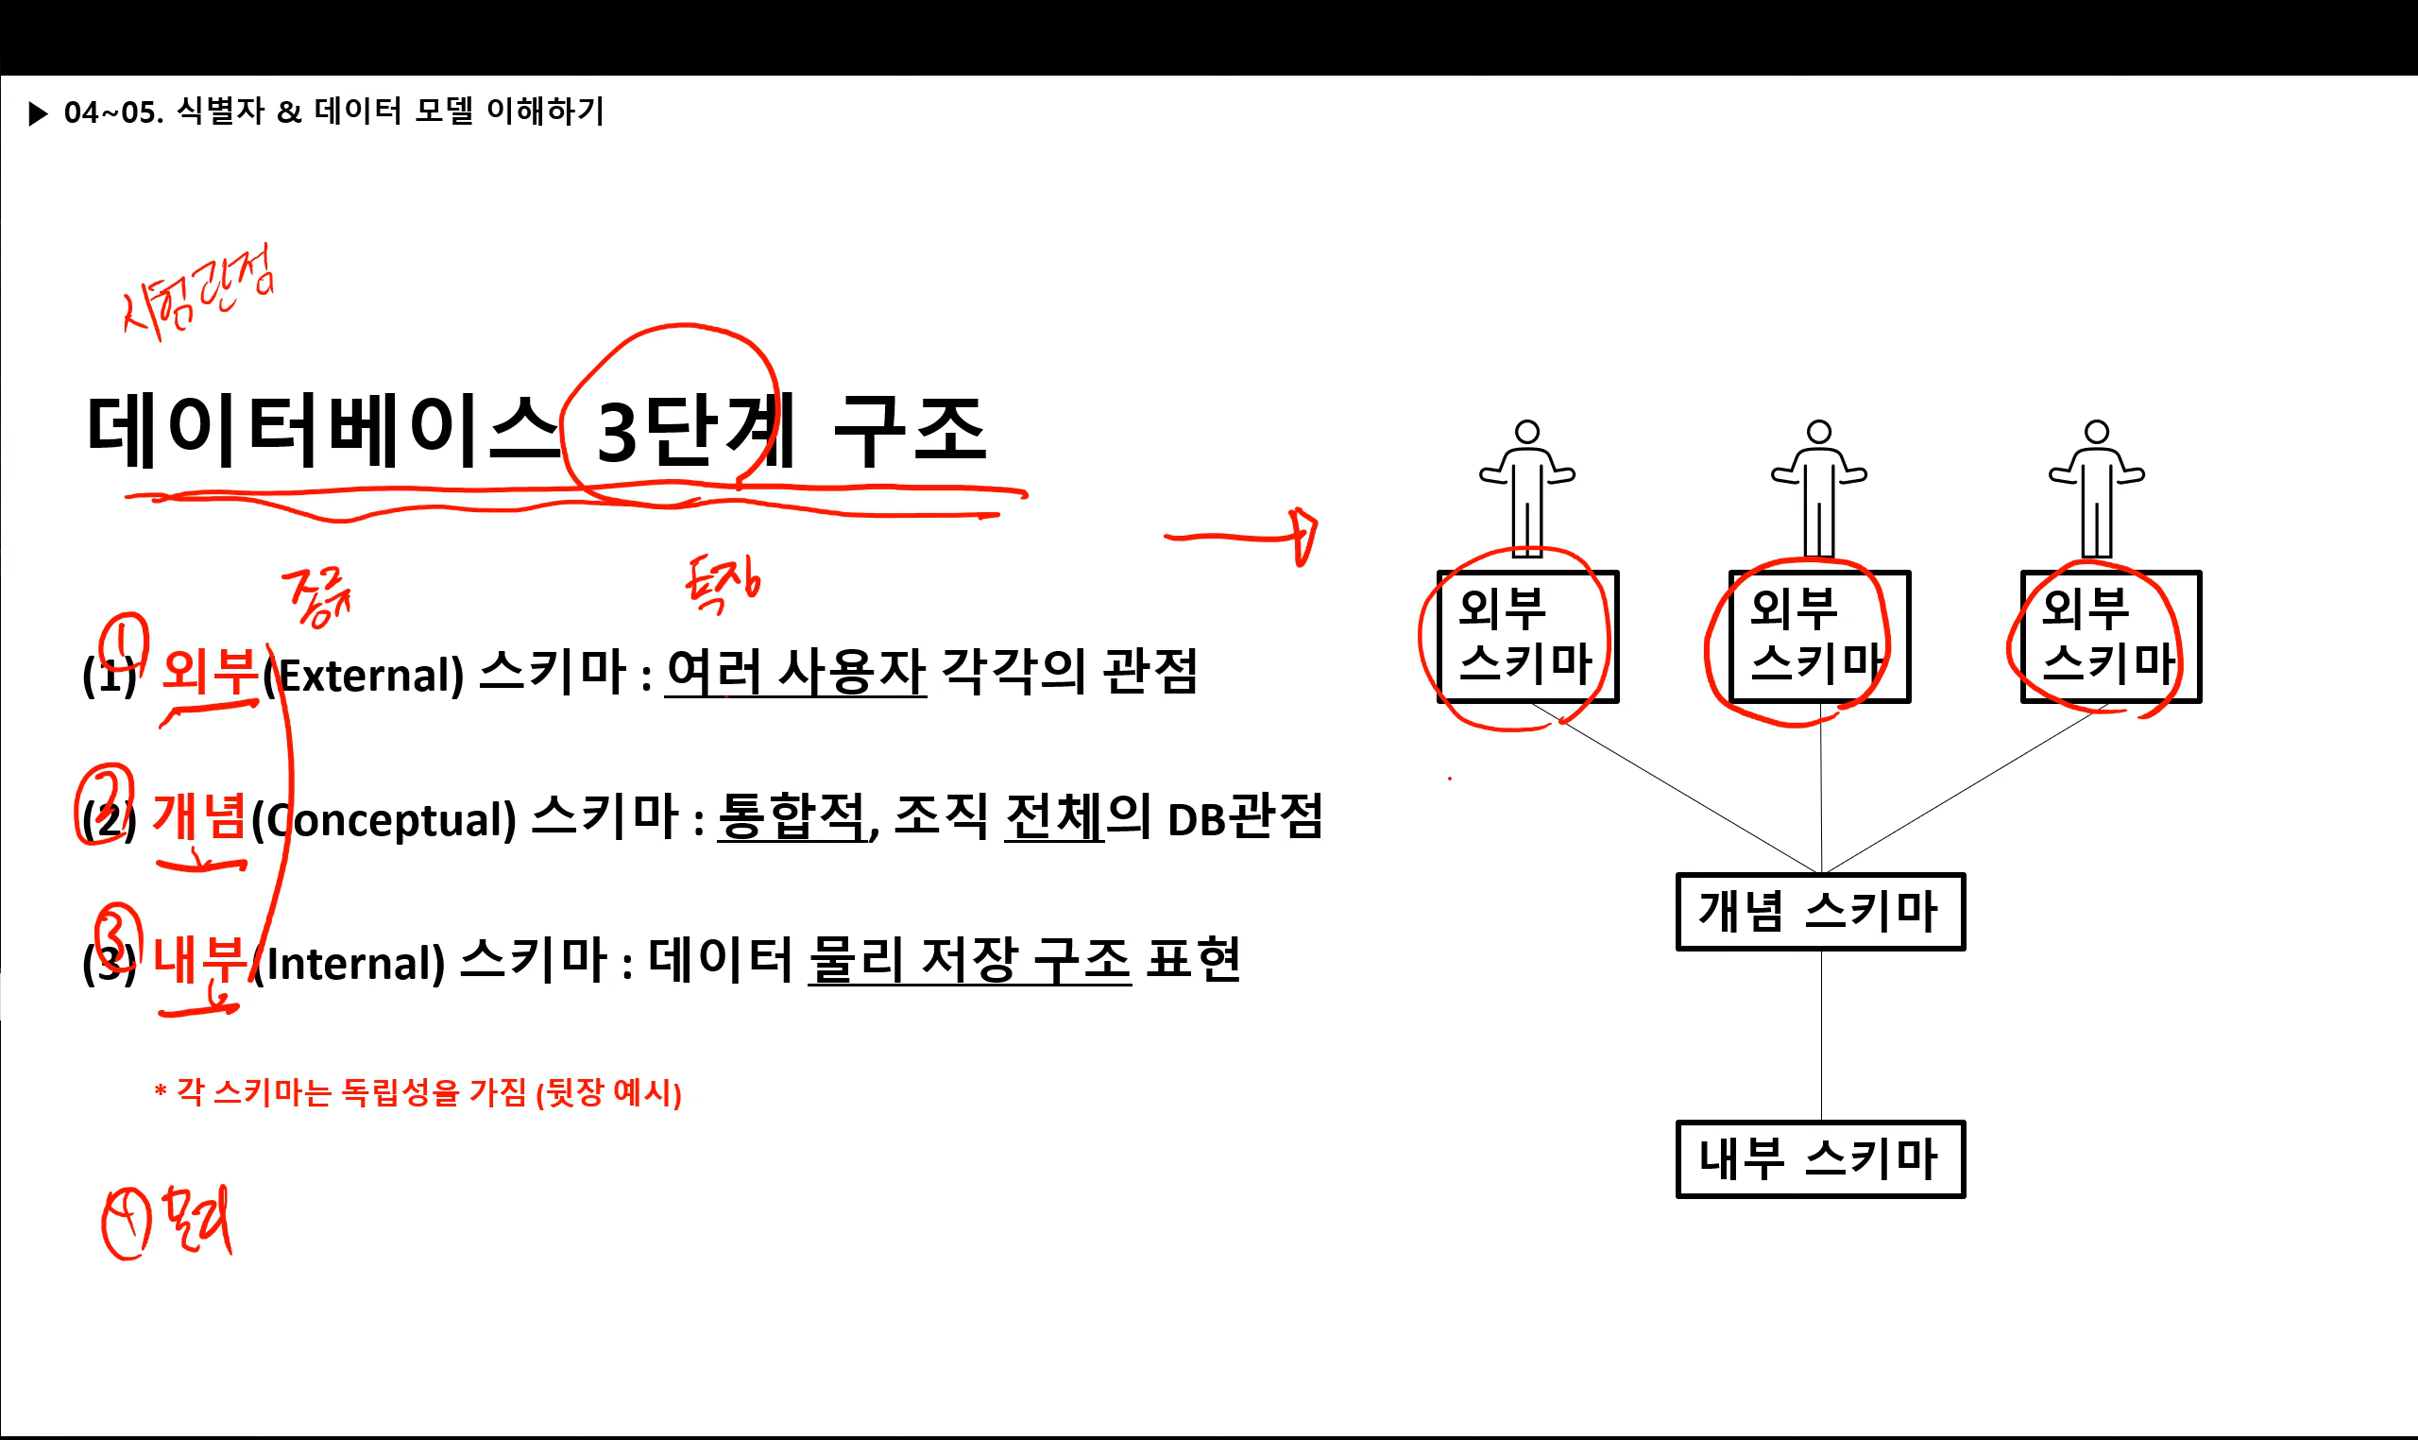 ▶ 04~05. 식별자 & 데이터 모델 이해하기
시험관점
데이터베이스 3단계 구조
종류
특징
① (1) 외부(External) 스키마 : 여러 사용자 각각의 관점
② (2) 개념(Conceptual) 스키마 : 통합적, 조직 전체의 DB관점
③ (3) 내부(Internal) 스키마 : 데이터 물리 저장 구조 표현
* 각 스키마는 독립성을 가짐 (뒷장 예시)
④ 물리
외부
스키마
외부
스키마
외부
스키마
개념 스키마
내부 스키마